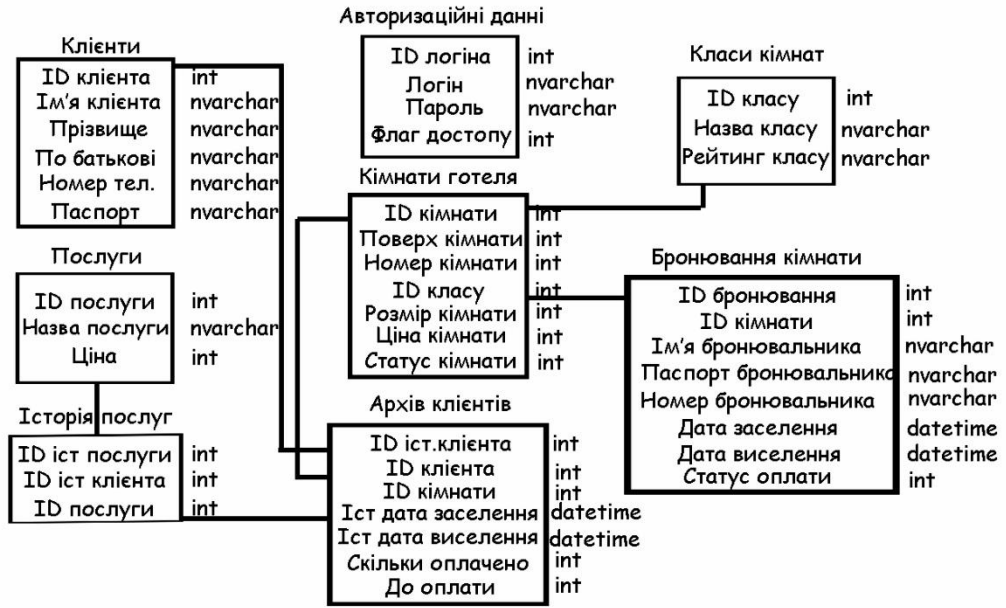 Авторизаційні данні
ID логіна int
Логін nvarchar
Пароль nvarchar
Флаг достопу int
Клієнти
ID клієнта int
Ім'я клієнта nvarchar
Прізвище nvarchar
По батькові nvarchar
Номер тел. nvarchar
Паспорт nvarchar
Класи кімнат
ID класу int
Назва класу nvarchar
Рейтинг класу nvarchar
Кімнати готеля
ID кімнати int
Поверх кімнати int
Номер кімнати int
ID класу int
Розмір кімнати int
Ціна кімнати int
Статус кімнати int
Послуги
ID послуги int
Назва послуги nvarchar
Ціна int
Бронювання кімнати
ID бронювання int
ID кімнати int
Ім'я бронювальника nvarchar
Паспорт бронювальника nvarchar
Номер бронювальника nvarchar
Дата заселення datetime
Дата виселення datetime
Статус оплати int
Історія послуг
ID іст послуги int
ID іст клієнта int
ID послуги int
Архів клієнтів
ID іст.клієнта int
ID клієнта int
ID кімнати int
Іст дата заселення datetime
Іст дата виселення datetime
Скільки оплачено int
До оплати int